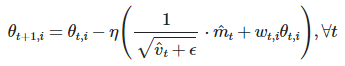 θ_{t+1,i} = θ_{t,i} − η ( 1 / √(v̂_t + ϵ) · m̂_t + w_{t,i}θ_{t,i} ), ∀t